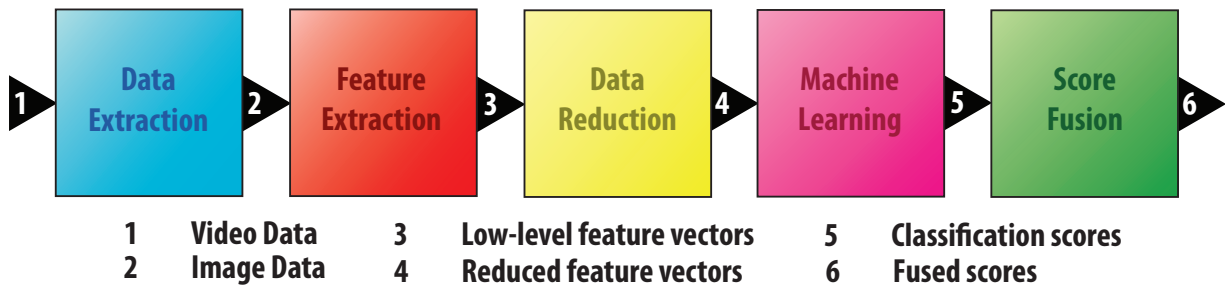 1
Data
Extraction
2
Feature
Extraction
3
Data
Reduction
4
Machine
Learning
5
Score
Fusion
6
1 Video Data 3 Low-level feature vectors 5 Classification scores
2 Image Data 4 Reduced feature vectors 6 Fused scores